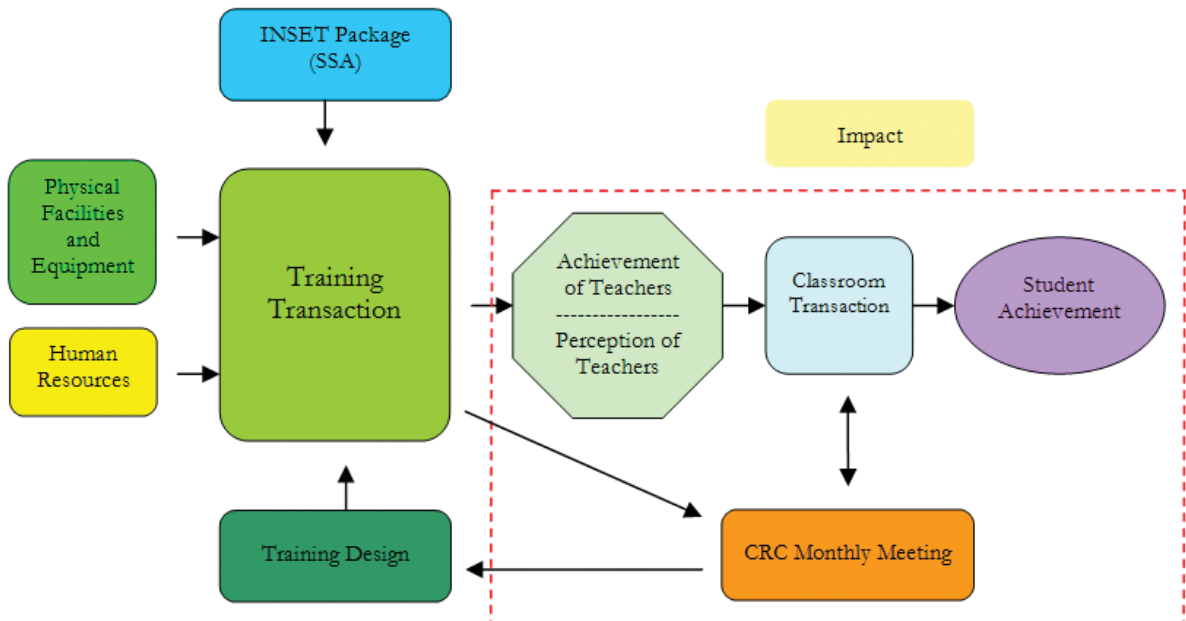 INSET Package
(SSA)
Impact
Physical
Facilities
and
Equipment
Training
Transaction
Achievement
of Teachers
-----------------
Perception of
Teachers
Classroom
Transaction
Student
Achievement
Human
Resources
Training Design
CRC Monthly Meeting